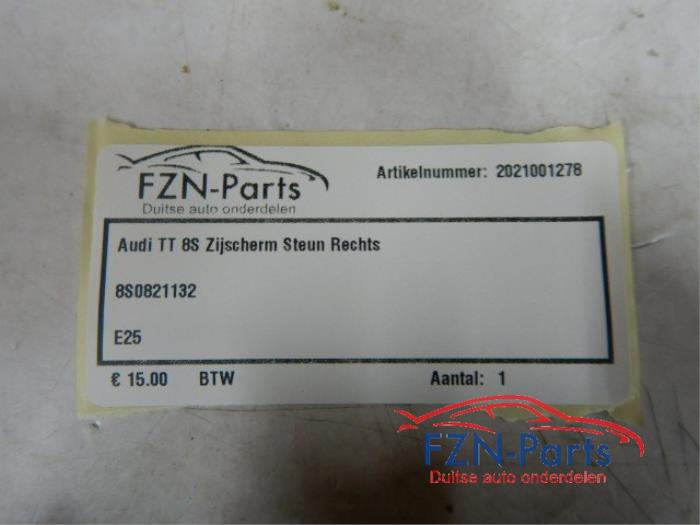 FZN-Parts
Duitse auto onderdelen
Artikelnummer: 2021001278
Audi TT 8S Zijscherm Steun Rechts
8S0821132
E25
€ 15.00 BTW Aantal: 1
FZN-Parts
Duitse auto onderdelen